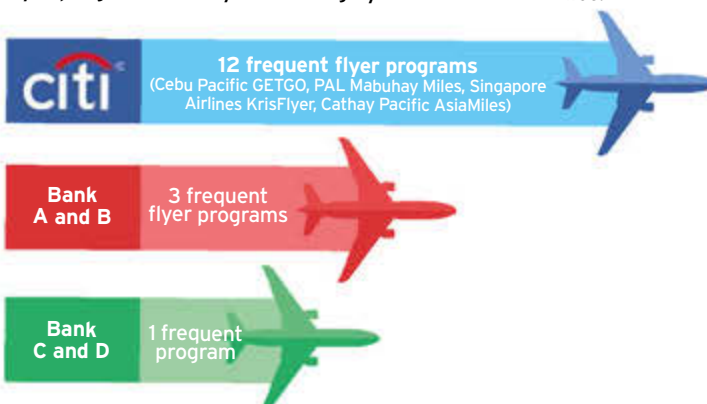 citi
12 frequent flyer programs
(Cebu Pacific GETGO, PAL Mabuhay Miles, Singapore
Airlines KrisFlyer, Cathay Pacific AsiaMiles)
Bank
A and B
3 frequent
flyer programs
Bank
C and D
1 frequent
program